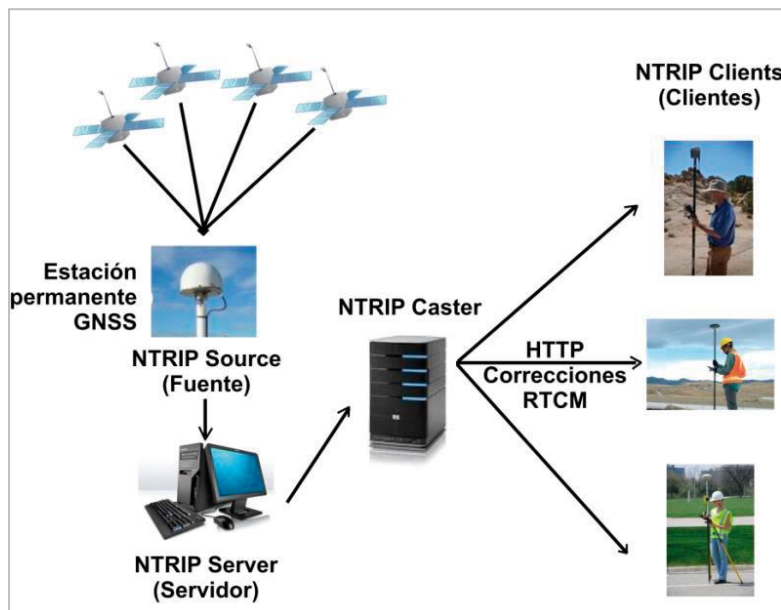 NTRIP Clients
(Clientes)
Estación
permanente
GNSS
NTRIP Source
(Fuente)
NTRIP Caster
HTTP
Correcciones
RTCM
NTRIP Server
(Servidor)